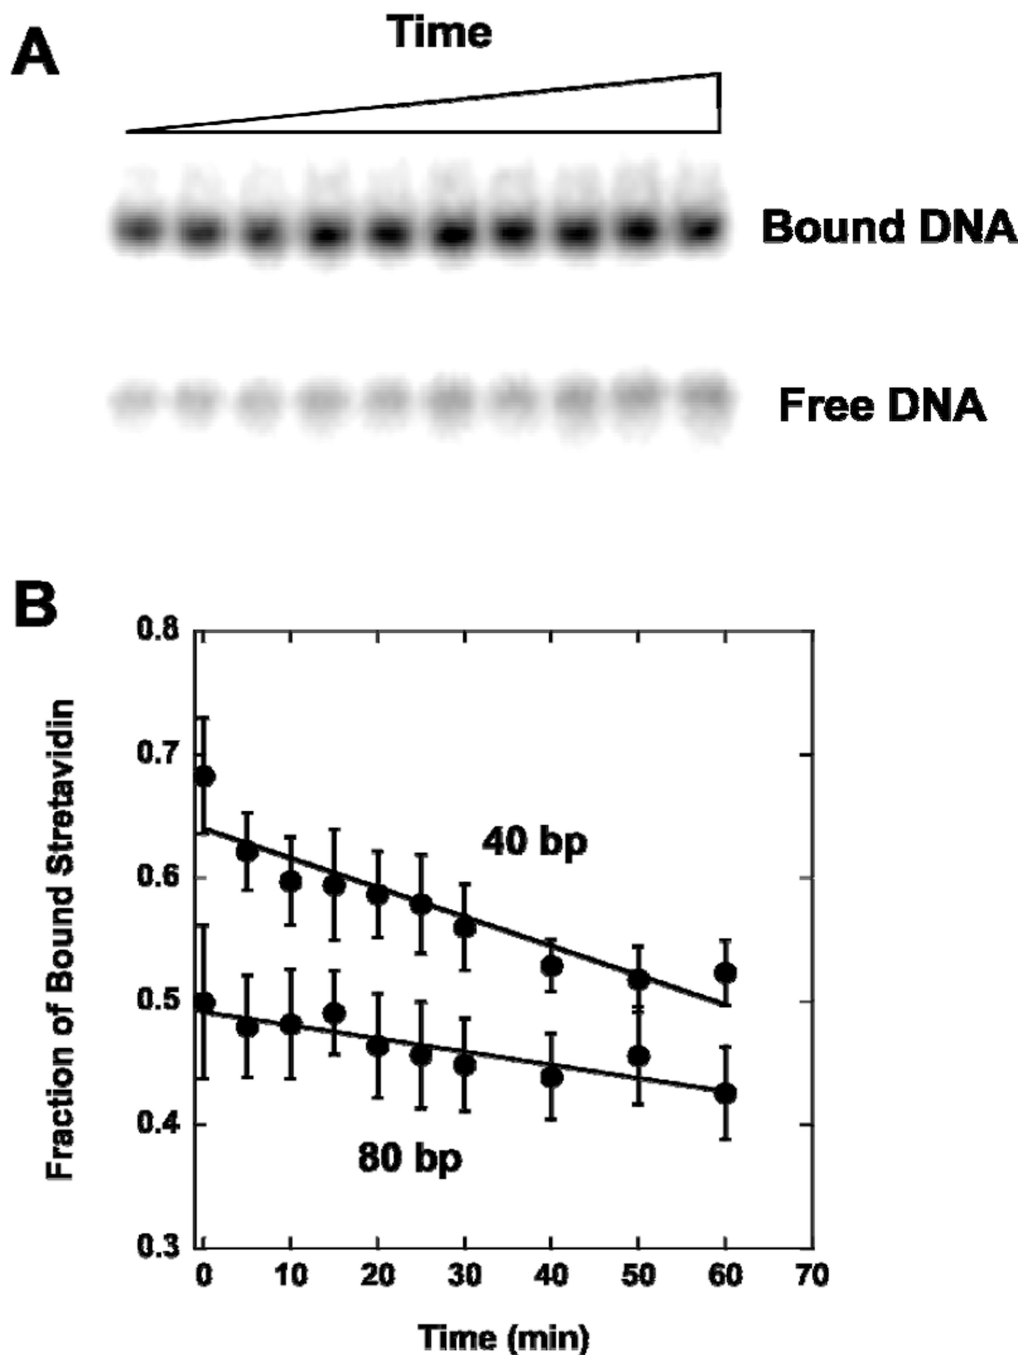 A
Time
Bound DNA
Free DNA
B
0.8
0.7
0.6
0.5
0.4
0.3
Fraction of Bound Stretavidin
40 bp
80 bp
0 10 20 30 40 50 60 70
Time (min)